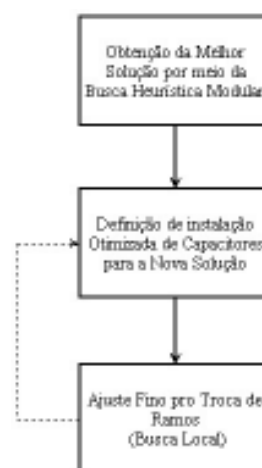 Obtenção da Melhor
Solução por meio da
Busca Heurística Modular
Definição de instalação
Otimizada de Capacitores
para a Nova Solução
Ajuste Fino pro Troca de
Ramos
(Busca Local)